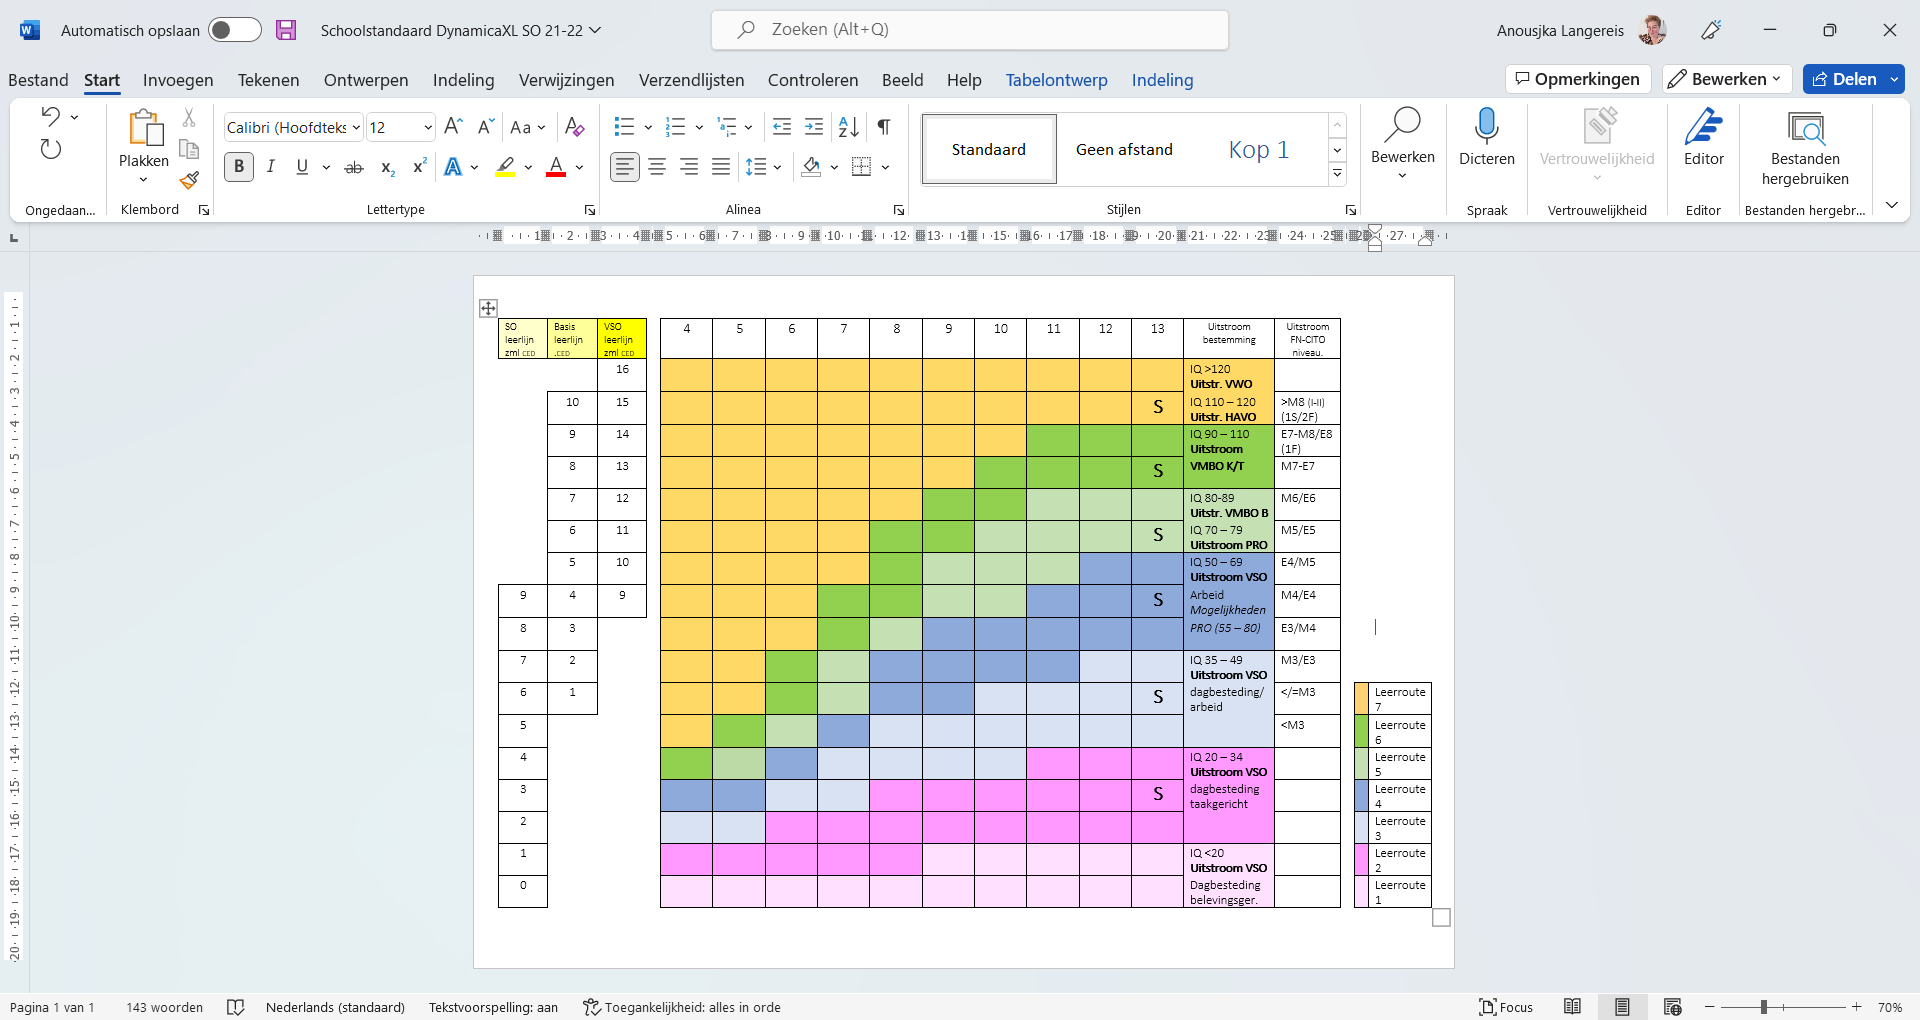 Automatisch opslaan
Schoolstandaard DynamicaXL SO 21-22
Zoeken (Alt+Q)
Anousjka Langereis
Bestand Start Invoegen Tekenen Ontwerpen Indeling Verwijzingen Verzendlijsten Controleren Beeld Help Tabelontwerp Indeling
Opmerkingen Bewerken Delen
Calibri (Hoofdteks 12
Plakken
Standaard Geen afstand Kop 1
Bewerken Dicteren Vertrouwelijkheid Editor Bestanden hergebruiken
Ongedaan... Klembord Lettertype Alinea Stijlen Spraak Vertrouwelijkheid Editor Bestanden hergebr...
SO leerlijn zml CED
Basis leerlijn .CED
VSO leerlijn zml CED
4 5 6 7 8 9 10 11 12 13
Uitstroom bestemming
Uitstroom FN-CITO niveau.
16 IQ >120
Uitstr. VWO
10 15 S IQ 110 – 120 >M8 (I-II)
Uitstr. HAVO (1S/2F)
9 14 IQ 90 – 110 E7-M8/E8
Uitstroom (1F)
8 13 S VMBO K/T M7-E7
7 12 IQ 80-89 M6/E6
Uitstr. VMBO B
6 11 S IQ 70 – 79 M5/E5
Uitstroom PRO
5 10 IQ 50 – 69 E4/M5
Uitstroom VSO
9 4 9 S Arbeid M4/E4
Mogelijkheden
8 3 PRO (55 – 80) E3/M4
7 2 IQ 35 – 49 M3/E3
Uitstroom VSO
6 1 S dagbesteding/ </=M3 Leerroute
arbeid 7
5 <M3 Leerroute
6
4 IQ 20 – 34 Leerroute
Uitstroom VSO 5
3 S dagbesteding Leerroute
taakgericht 4
2 Leerroute
3
1 IQ <20 Leerroute
Uitstroom VSO 2
0 Dagbesteding Leerroute
belevingsger. 1
Pagina 1 van 1 143 woorden Nederlands (standaard) Tekstvoorspelling: aan Toegankelijkheid: alles in orde Focus 70%